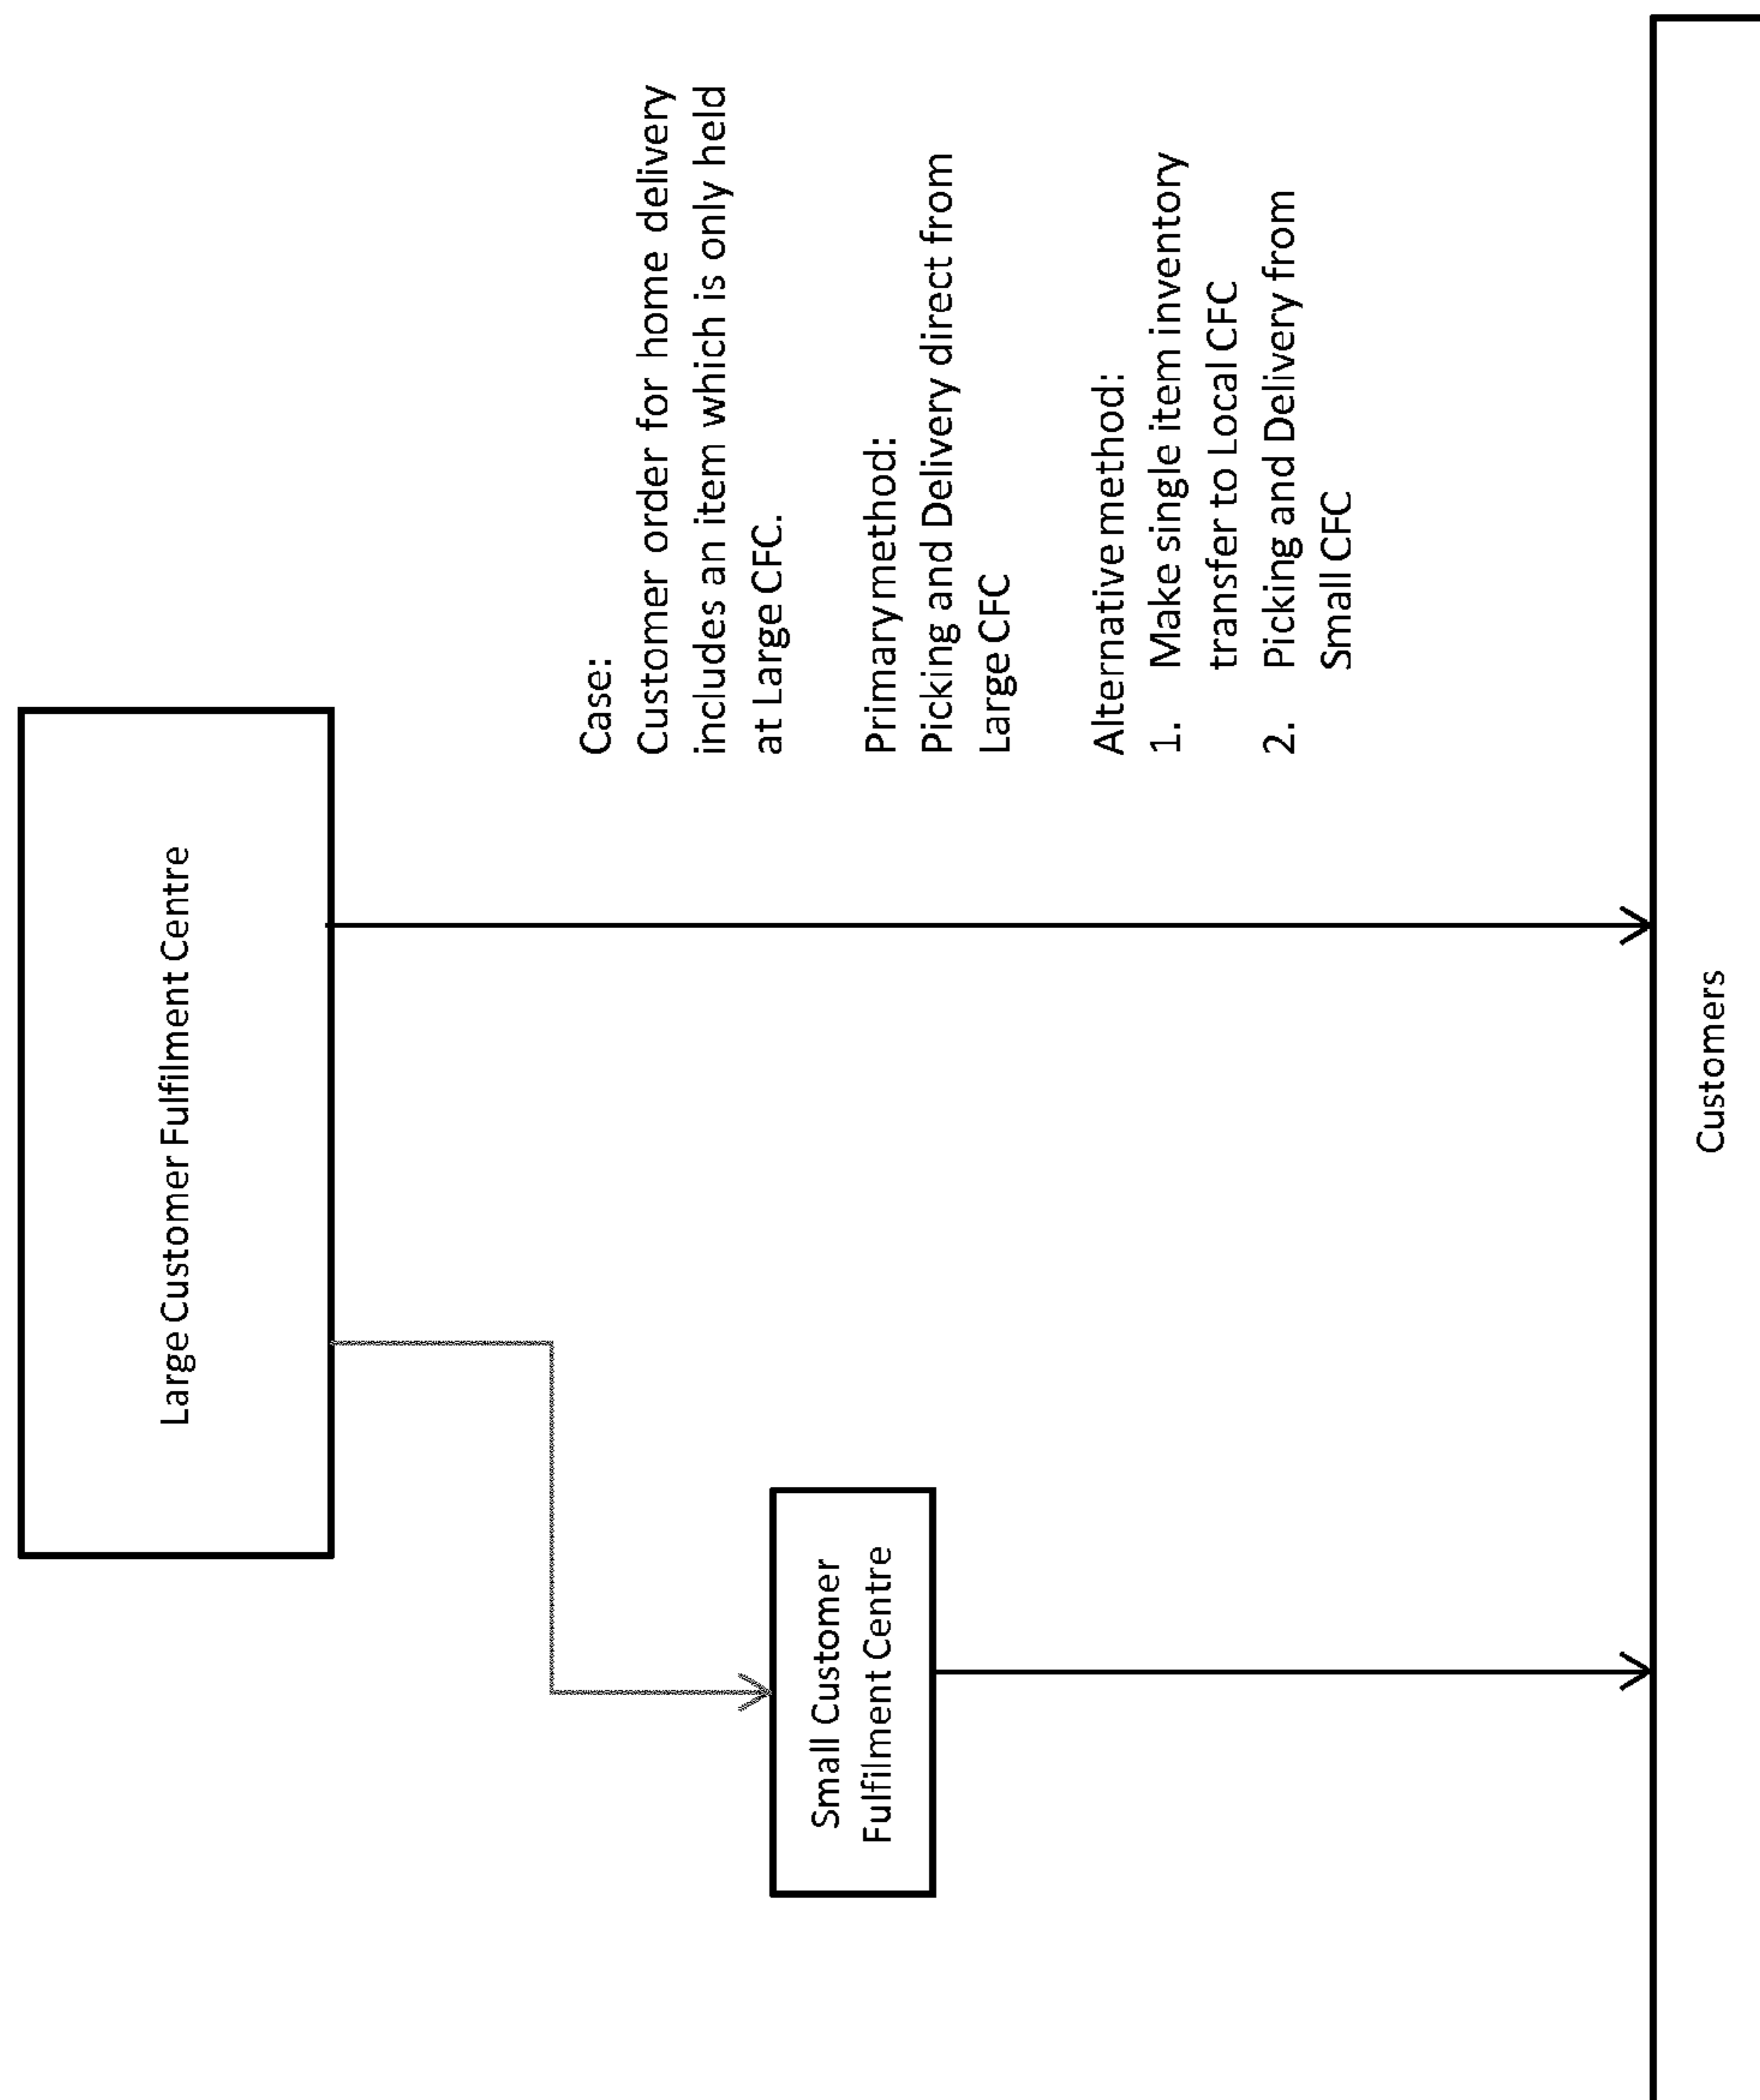 Large Customer Fulfilment Centre
Small Customer
Fulfilment Centre
Case:
Customer order for home delivery
includes an item which is only held
at Large CFC.
Primary method:
Picking and Delivery direct from
Large CFC
Alternative method:
1. Make single item inventory
transfer to Local CFC
2. Picking and Delivery from
Small CFC
Customers